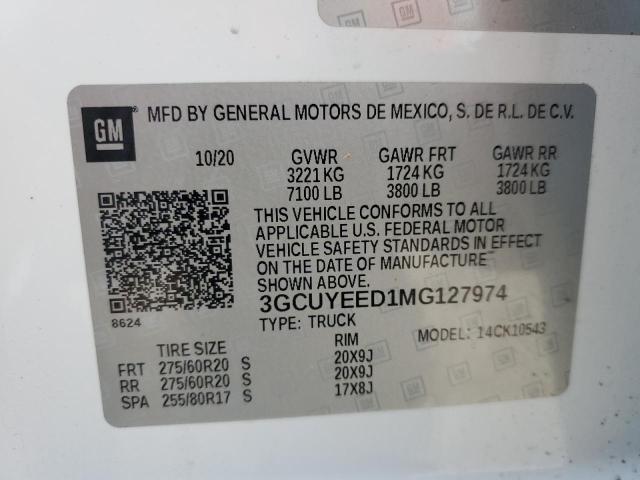 GM
GM
GM ® MFD BY GENERAL MOTORS DE MEXICO, S. DE R.L. DE C.V.
10/20 GVWR GAWR FRT GAWR RR
3221 KG 1724 KG 1724 KG
7100 LB 3800 LB 3800 LB
THIS VEHICLE CONFORMS TO ALL
APPLICABLE U.S. FEDERAL MOTOR
VEHICLE SAFETY STANDARDS IN EFFECT
ON THE DATE OF MANUFACTURE
SHOWN ABOVE.
3GCUYEED1MG127974
8624
TYPE: TRUCK MODEL: 14CK10543
TIRE SIZE RIM
FRT 275/60R20 S 20X9J
RR 275/60R20 S 20X9J
SPA 255/80R17 S 17X8J